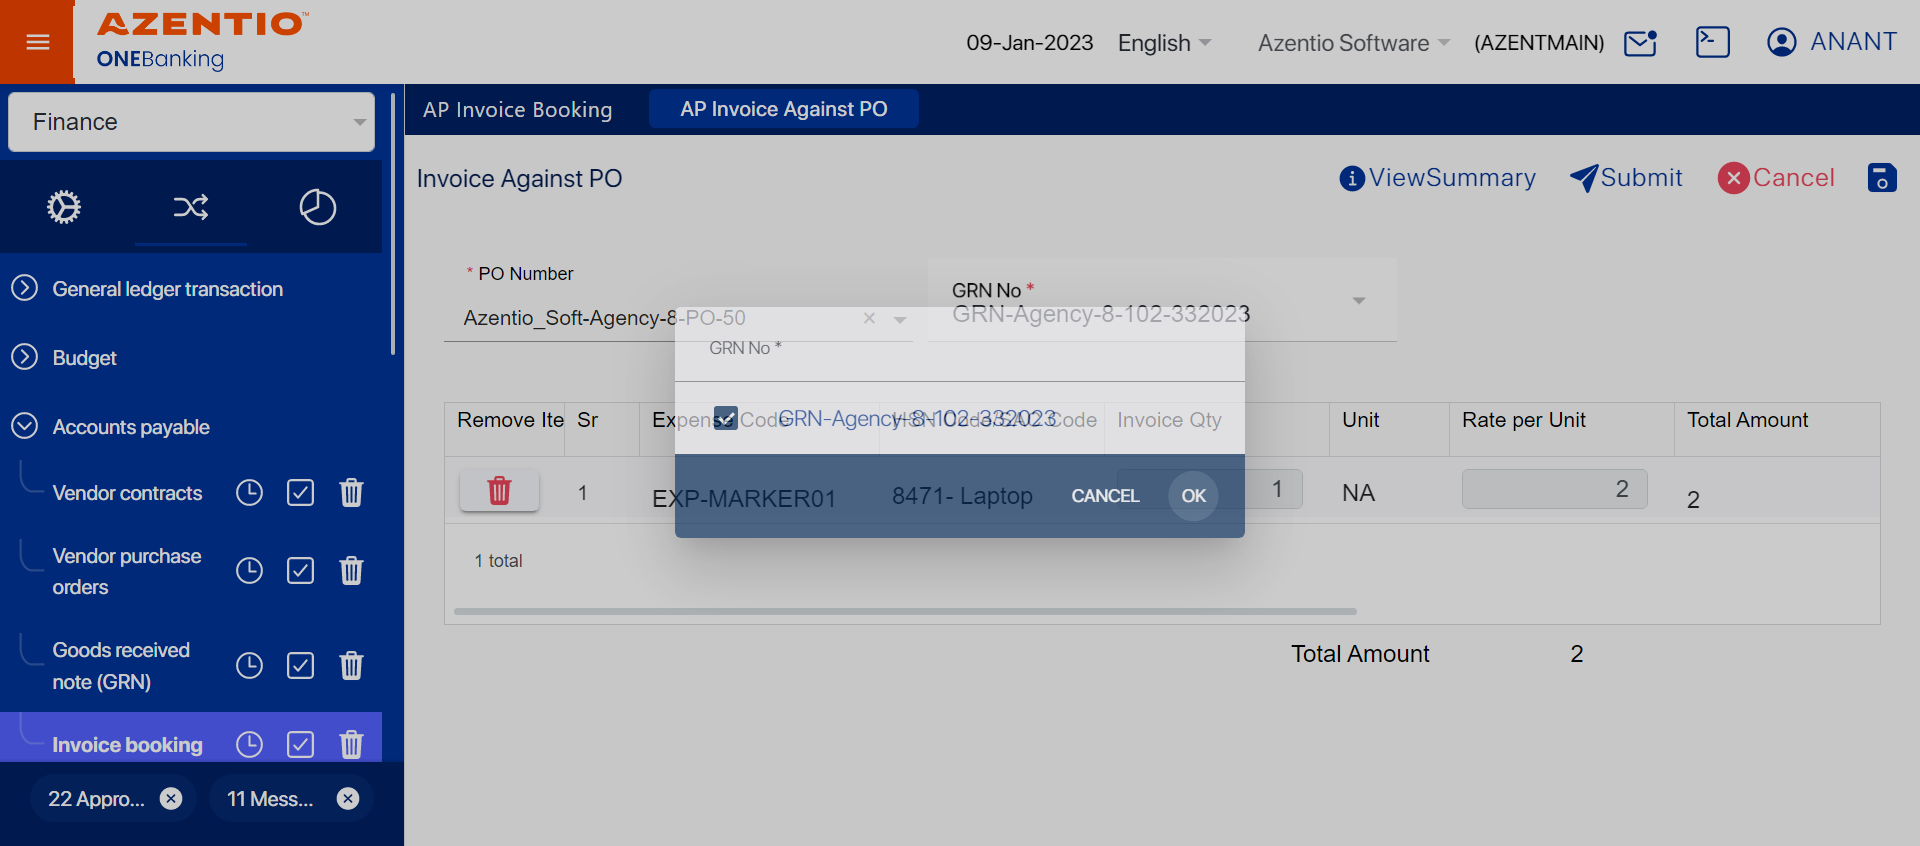 AZENTIO™
ONEBanking
09-Jan-2023
English
Azentio Software
(AZENTMAIN)
ANANT
Finance
AP Invoice Booking
AP Invoice Against PO
Invoice Against PO
ViewSummary
Submit
Cancel
General ledger transaction
Budget
Accounts payable
Vendor contracts
Vendor purchase
orders
Goods received
note (GRN)
Invoice booking
22 Appro...
11 Mess...
* PO Number
Azentio_Soft-Agency-8-PO-50
GRN No *
GRN-Agency-8-102-332023
GRN No *
GRN-Agency-8-102-332023
CANCEL
OK
Remove Ite
Sr
Expense Code
HSN Code/SAC Code
Invoice Qty
Unit
Rate per Unit
Total Amount
1
EXP-MARKER01
8471- Laptop
1
NA
2
2
1 total
Total Amount
2